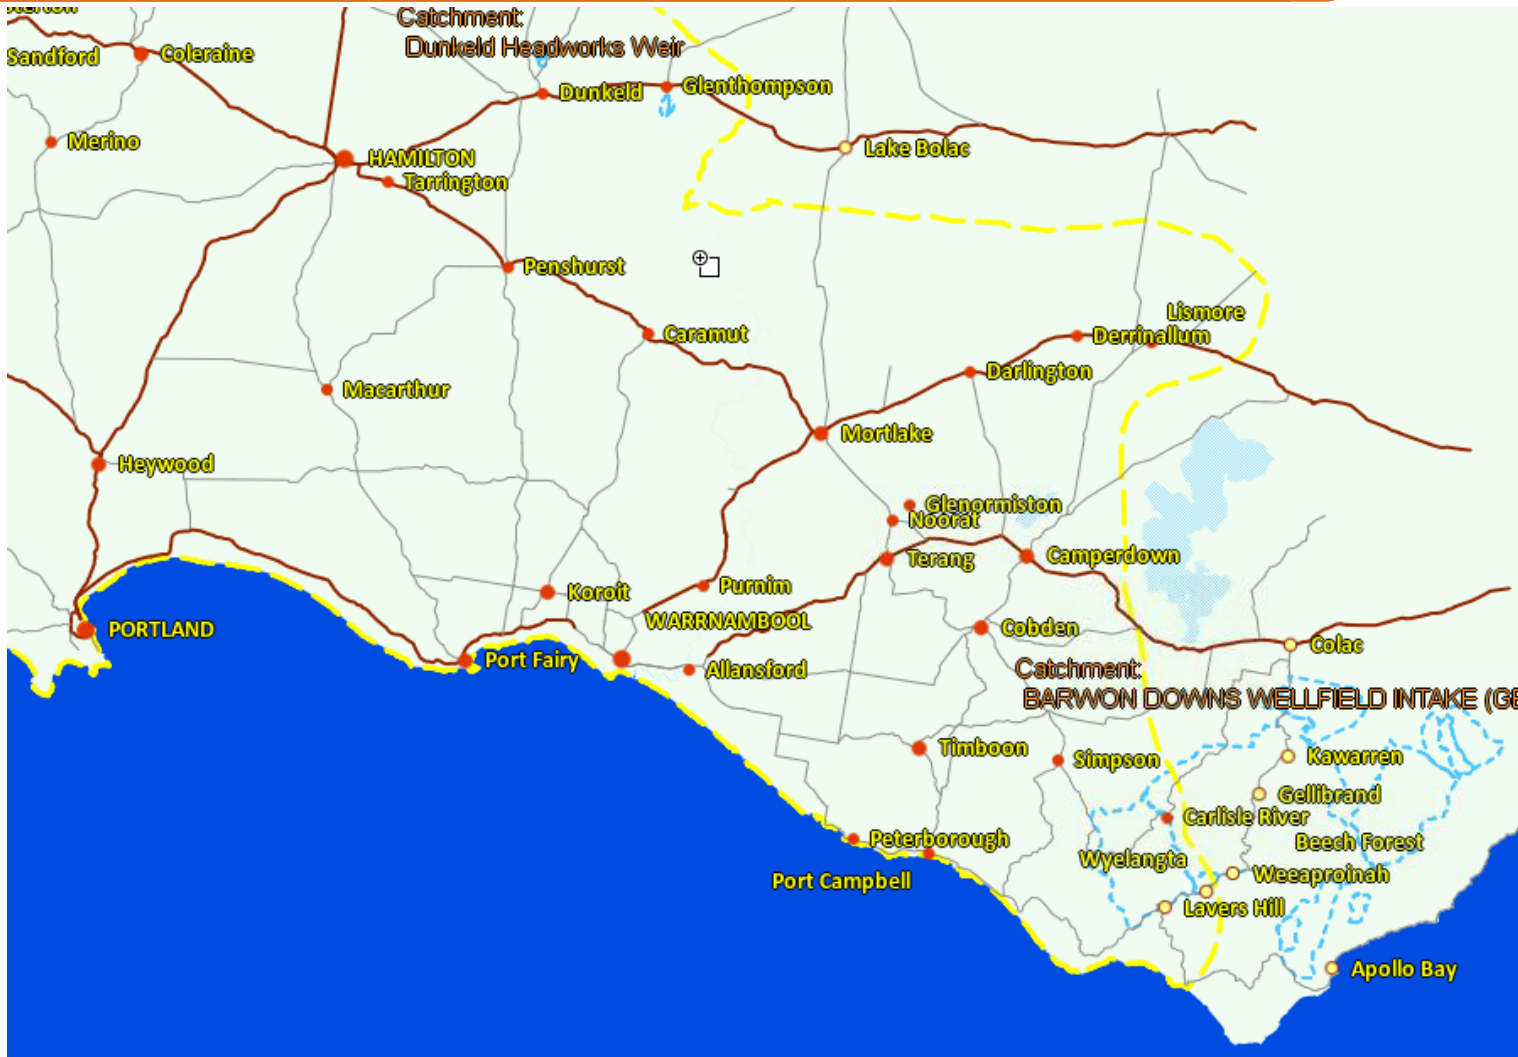 Catchment:
Dunkeld Headworks Weir
Sandford
Coleraine
Dunkeld
Glenthompson
Merino
Lake Bolac
HAMILTON
Tarrington
Penshurst
Lismore
Caramut
Derrinallum
Darlington
Macarthur
Mortlake
Heywood
Glenormiston
Noorat
Terang
Camperdown
Koroit
Purnim
WARRNAMBOOL
PORTLAND
Cobden
Colac
Port Fairy
Allansford
Catchment:
BARWON DOWNS WELLFIELD INTAKE (GE
Timboon
Simpson
Kawarren
Gellibrand
Carlisle River
Peterborough
Beech Forest
Wyelangta
Weeaproinah
Port Campbell
Lavers Hill
Apollo Bay